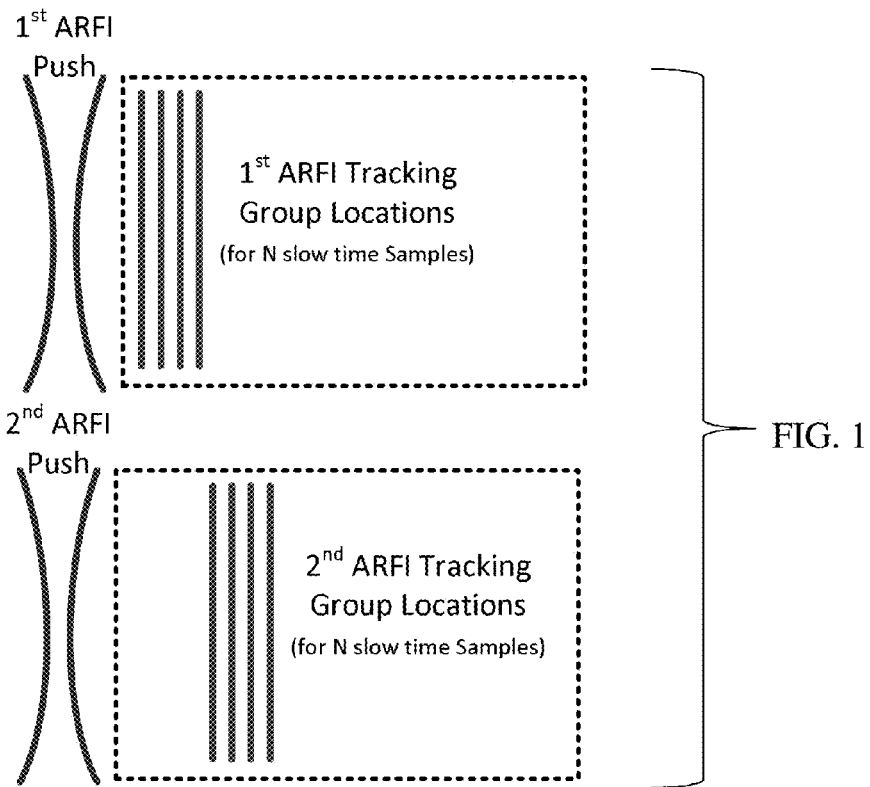 1st ARFI
Push
1st ARFI Tracking
Group Locations
(for N slow time Samples)
2nd ARFI
Push
2nd ARFI Tracking
Group Locations
(for N slow time Samples)
FIG. 1